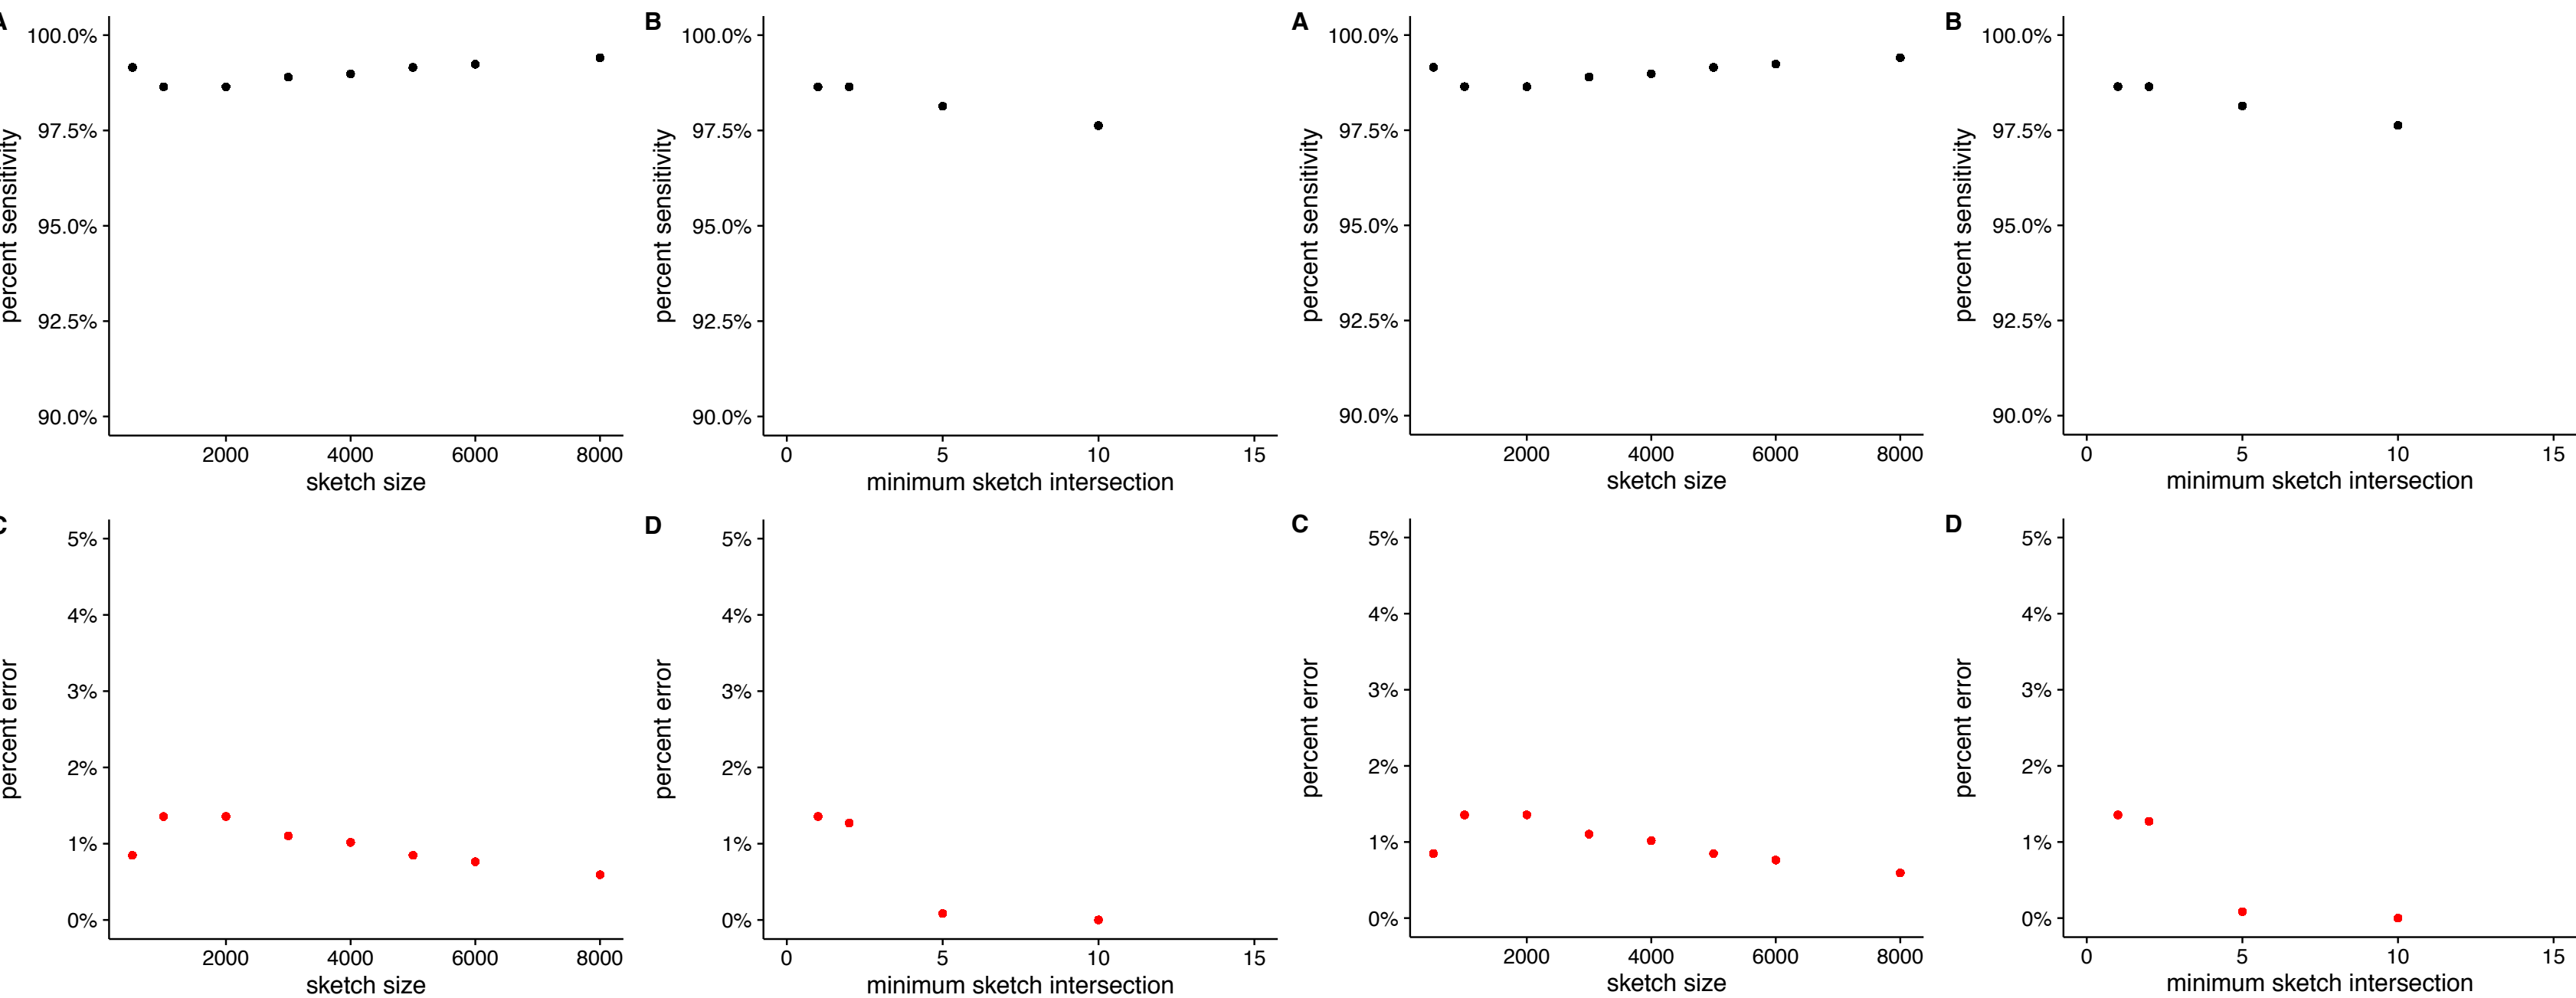 A
100.0%
97.5%
95.0%
92.5%
90.0%
percent sensitivity
2000 4000 6000 8000
sketch size
B
100.0%
97.5%
95.0%
92.5%
90.0%
percent sensitivity
0 5 10 15
minimum sketch intersection
A
100.0%
97.5%
95.0%
92.5%
90.0%
percent sensitivity
2000 4000 6000 8000
sketch size
B
100.0%
97.5%
95.0%
92.5%
90.0%
percent sensitivity
0 5 10 15
minimum sketch intersection
C
5%
4%
3%
2%
1%
0%
percent error
2000 4000 6000 8000
sketch size
D
5%
4%
3%
2%
1%
0%
percent error
0 5 10 15
minimum sketch intersection
C
5%
4%
3%
2%
1%
0%
percent error
2000 4000 6000 8000
sketch size
D
5%
4%
3%
2%
1%
0%
percent error
0 5 10 15
minimum sketch intersection